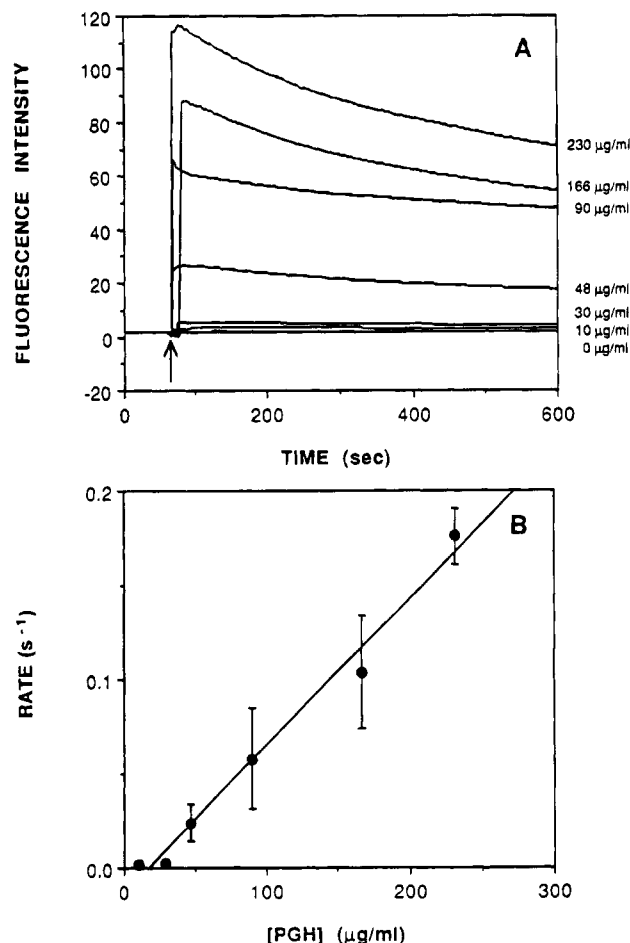 A
FLUORESCENCE INTENSITY
120
100
80
60
40
20
0
-20
230 µg/ml
166 µg/ml
90 µg/ml
48 µg/ml
30 µg/ml
10 µg/ml
0 µg/ml
0
200
400
600
TIME (sec)
B
RATE (s⁻¹)
0.2
0.1
0.0
0
100
200
300
[PGH] (µg/ml)